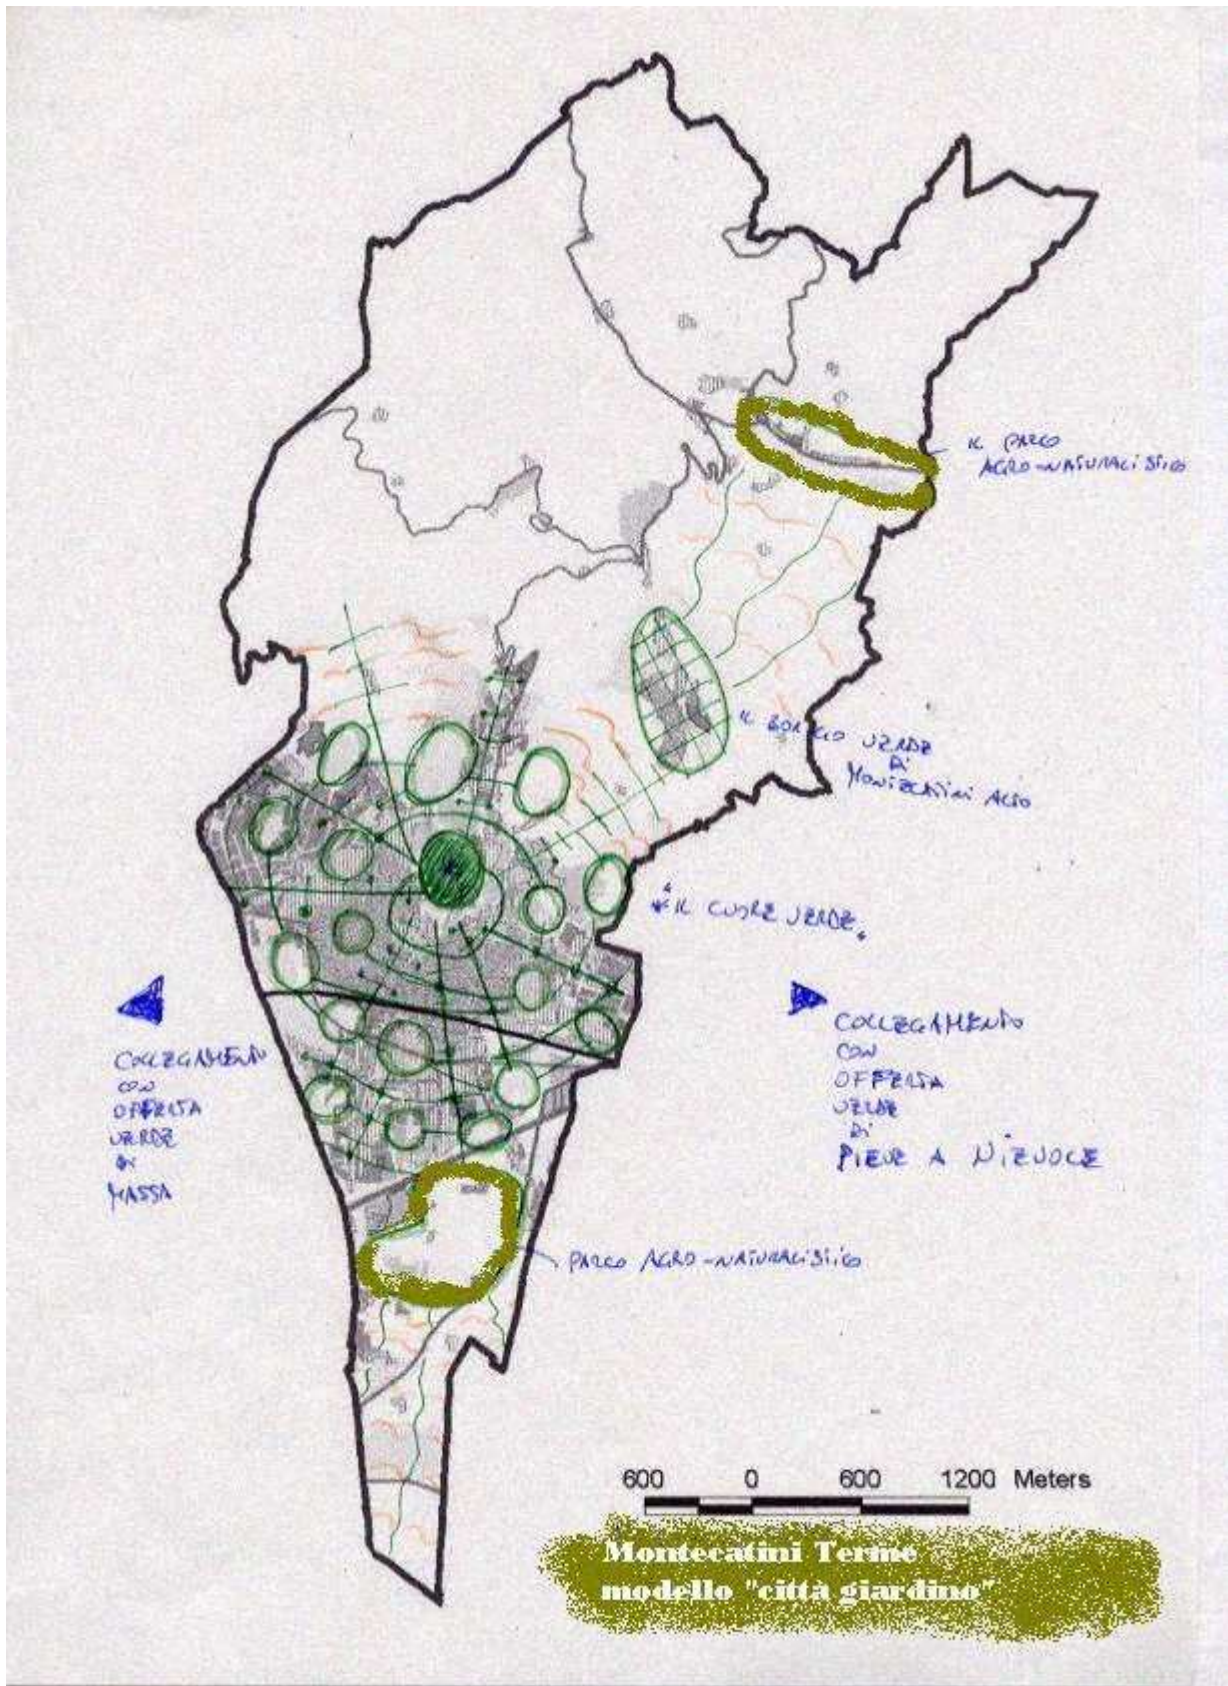 IL PARCO
AGRO-NATURALISTICO
IL BORGO VERDE
DI
MONTECATINI ALTO
"IL CUORE VERDE"
COLLEGAMENTO
CON
OFFERTA
VERDE
DI
MASSA
COLLEGAMENTO
CON
OFFERTA
VERDE
DI
PIEVE A NIEVOLE
PARCO AGRO-NATURALISTICO
600 0 600 1200 Meters
Montecatini Terme
modello "città giardino"